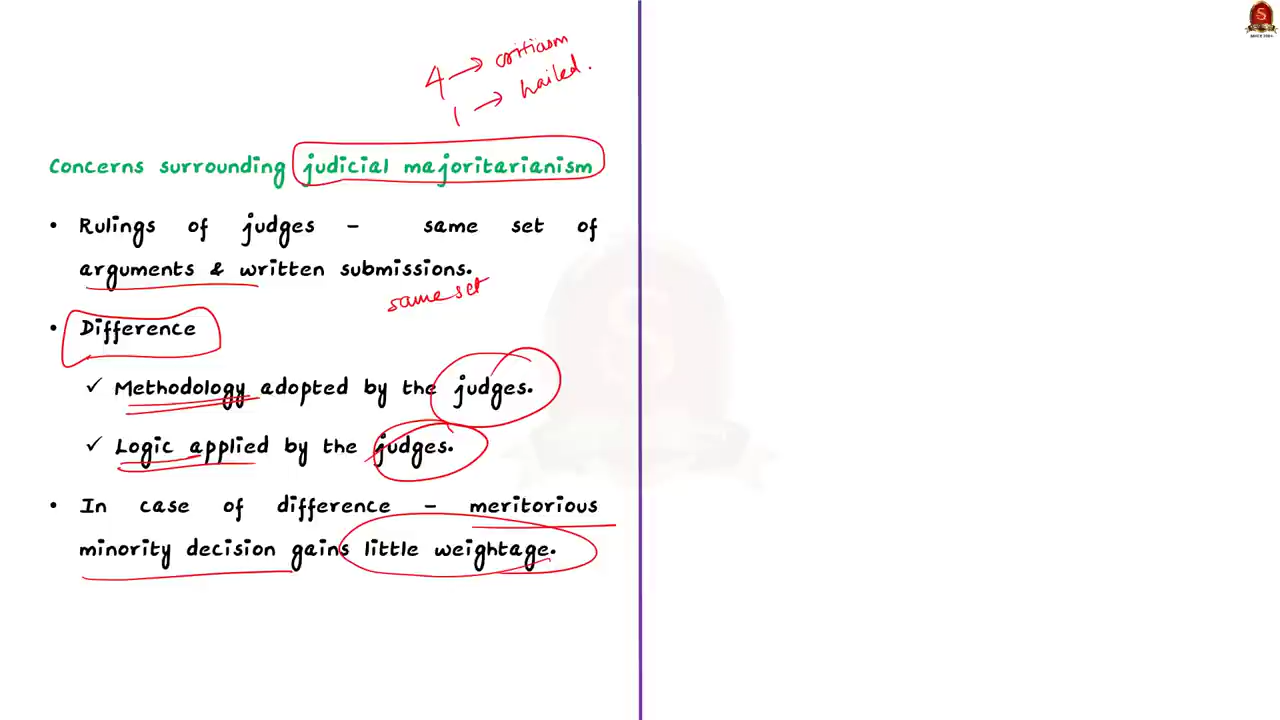 4 → criticism
1 → hailed.
Concerns surrounding judicial majoritarianism
• Rulings of judges – same set of
arguments & written submissions.
same set
• Difference
✓ Methodology adopted by the judges.
✓ Logic applied by the judges.
• In case of difference – meritorious
minority decision gains little weightage.
S
S